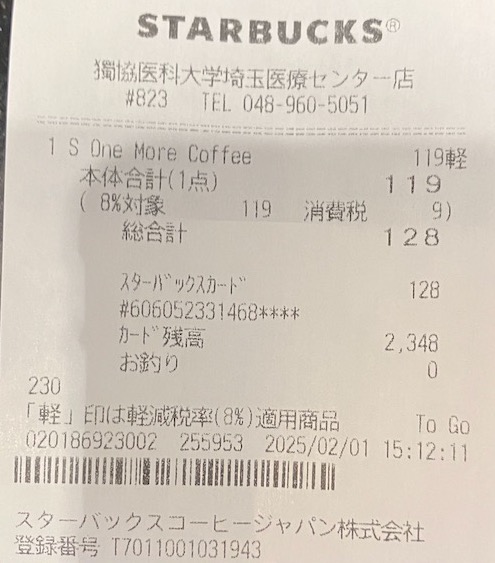 STARBUCKS®
獨協医科大学埼玉医療センター店
#823 TEL 048-960-5051
1 S One More Coffee 119軽
本体合計(1点) 119
( 8%対象 119 消費税 9)
総合計 128
ｽﾀｰﾊﾞｯｸｽｶｰﾄﾞ 128
#606052331468****
ｶｰﾄﾞ残高 2,348
お釣り 0
230
「軽」印は軽減税率(8%)適用商品 To Go
020186923002 255953 2025/02/01 15:12:11
スターバックスコーヒージャパン株式会社
登録番号 T7011001031943